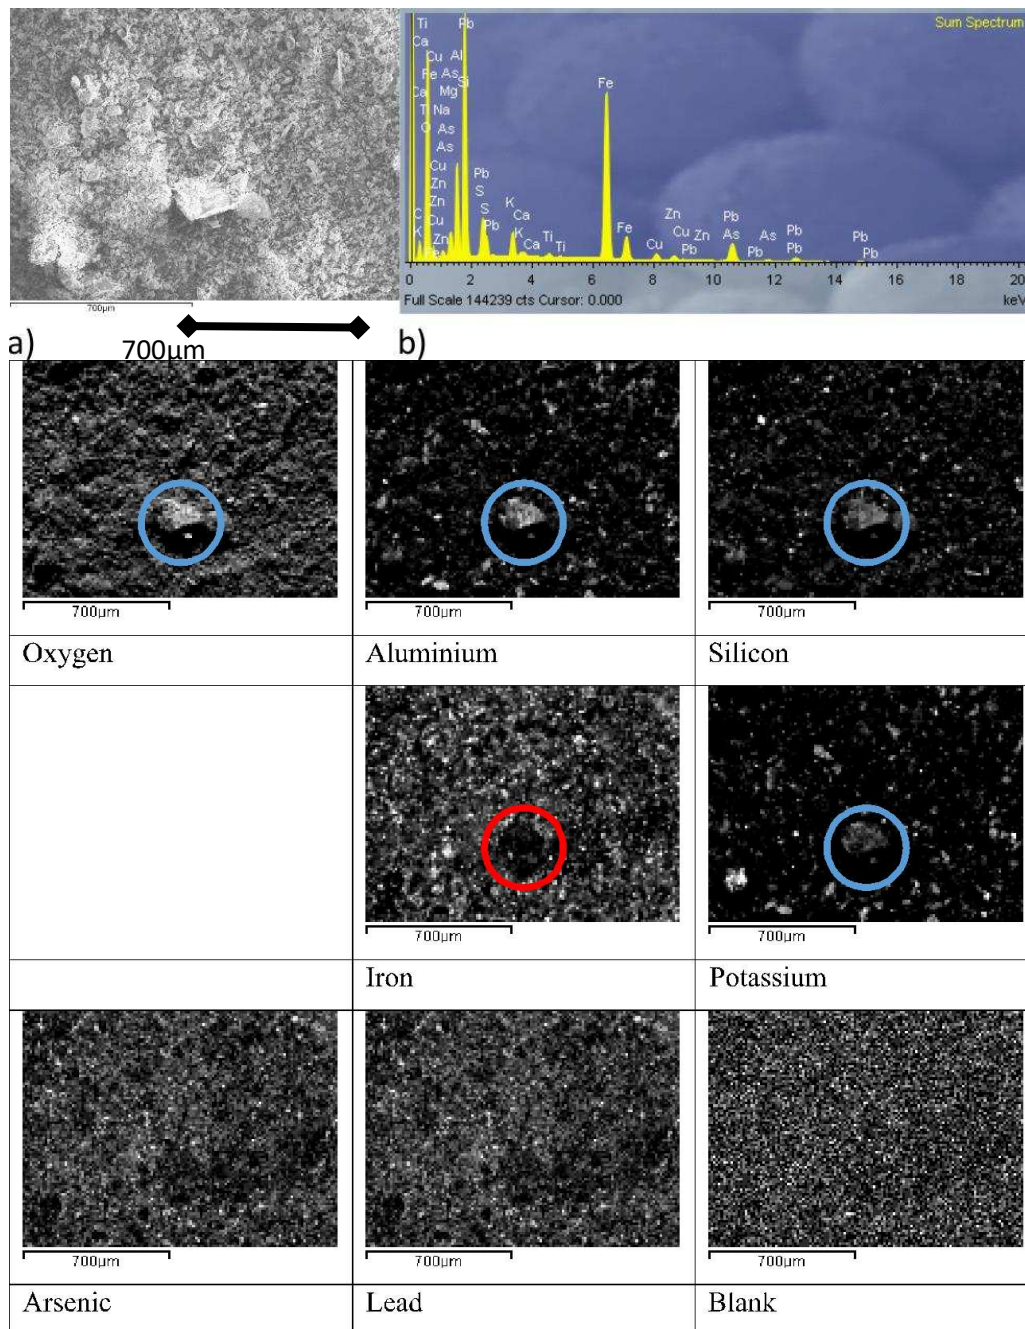 Sum Spectrum
Ti Pb
Ca
Cu Al
Fe As
Ca Mg Si
Ti Na
O As
As
Cu
Zn Pb
Zn S K
C Cu S Ca
K Zn Pb K Ca Ti Ti
Fe
Fe Cu Zn Cu Pb Zn Pb As Pb As Pb Pb Pb Pb
0 2 4 6 8 10 12 14 16 18 20
Full Scale 144239 cts Cursor: 0.000 keV
700µm
700µm
a) b)
700µm 700µm 700µm
Oxygen Aluminium Silicon
700µm 700µm
Iron Potassium
700µm 700µm 700µm
Arsenic Lead Blank